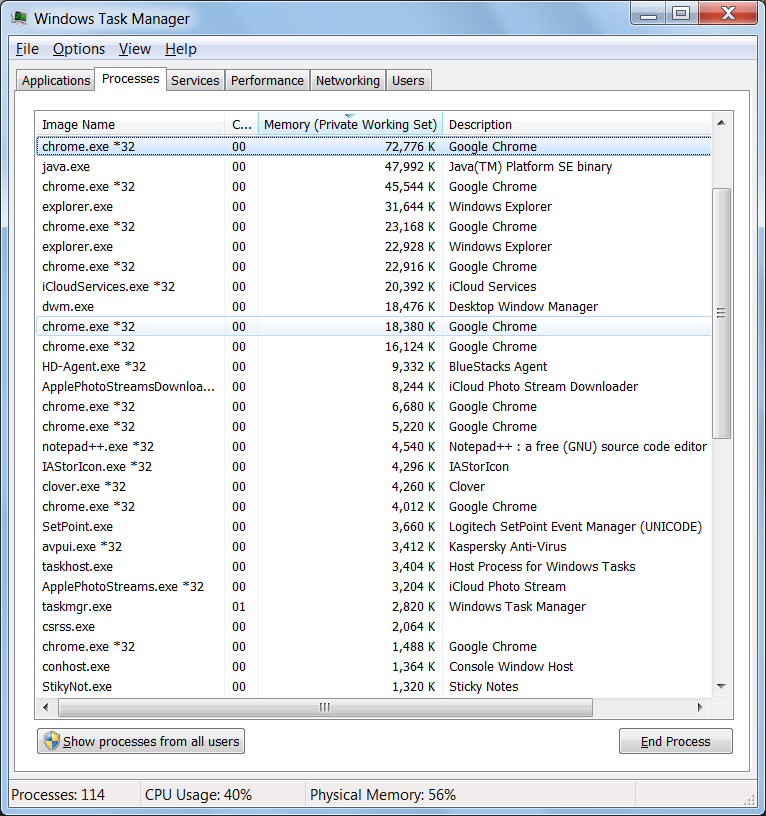 Windows Task Manager
File Options View Help
Applications Processes Services Performance Networking Users
Image Name C... Memory (Private Working Set) Description
chrome.exe *32 00 72,776 K Google Chrome
java.exe 00 47,992 K Java(TM) Platform SE binary
chrome.exe *32 00 45,544 K Google Chrome
explorer.exe 00 31,644 K Windows Explorer
chrome.exe *32 00 23,168 K Google Chrome
explorer.exe 00 22,928 K Windows Explorer
chrome.exe *32 00 22,916 K Google Chrome
iCloudServices.exe *32 00 20,392 K iCloud Services
dwm.exe 00 18,476 K Desktop Window Manager
chrome.exe *32 00 18,380 K Google Chrome
chrome.exe *32 00 16,124 K Google Chrome
HD-Agent.exe *32 00 9,332 K BlueStacks Agent
ApplePhotoStreamsDownloa... 00 8,244 K iCloud Photo Stream Downloader
chrome.exe *32 00 6,680 K Google Chrome
chrome.exe *32 00 5,220 K Google Chrome
notepad++.exe *32 00 4,540 K Notepad++ : a free (GNU) source code editor
IAStorIcon.exe *32 00 4,296 K IAStorIcon
clover.exe *32 00 4,260 K Clover
chrome.exe *32 00 4,012 K Google Chrome
SetPoint.exe 00 3,660 K Logitech SetPoint Event Manager (UNICODE)
avpui.exe *32 00 3,412 K Kaspersky Anti-Virus
taskhost.exe 00 3,404 K Host Process for Windows Tasks
ApplePhotoStreams.exe *32 00 3,204 K iCloud Photo Stream
taskmgr.exe 01 2,820 K Windows Task Manager
csrss.exe 00 2,064 K
chrome.exe *32 00 1,488 K Google Chrome
conhost.exe 00 1,364 K Console Window Host
StikyNot.exe 00 1,320 K Sticky Notes
Show processes from all users End Process
Processes: 114 CPU Usage: 40% Physical Memory: 56%